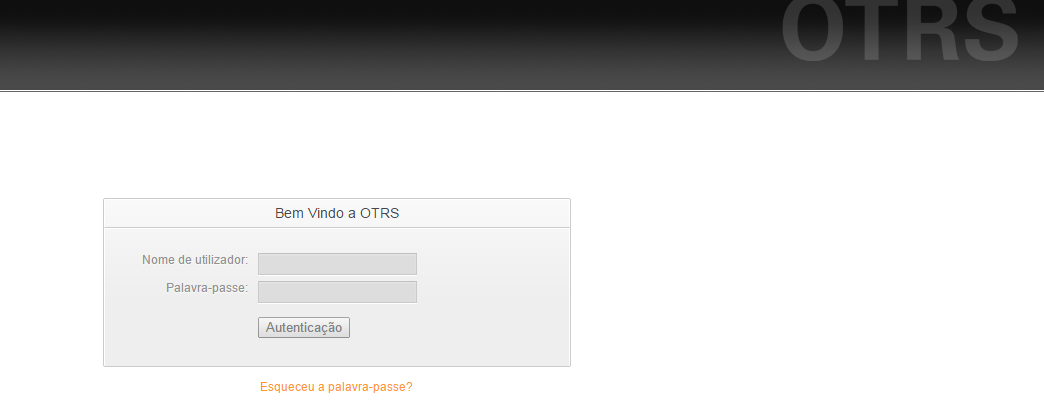 OTRS
Bem Vindo a OTRS
Nome de utilizador:
Palavra-passe:
Autenticação
Esqueceu a palavra-passe?